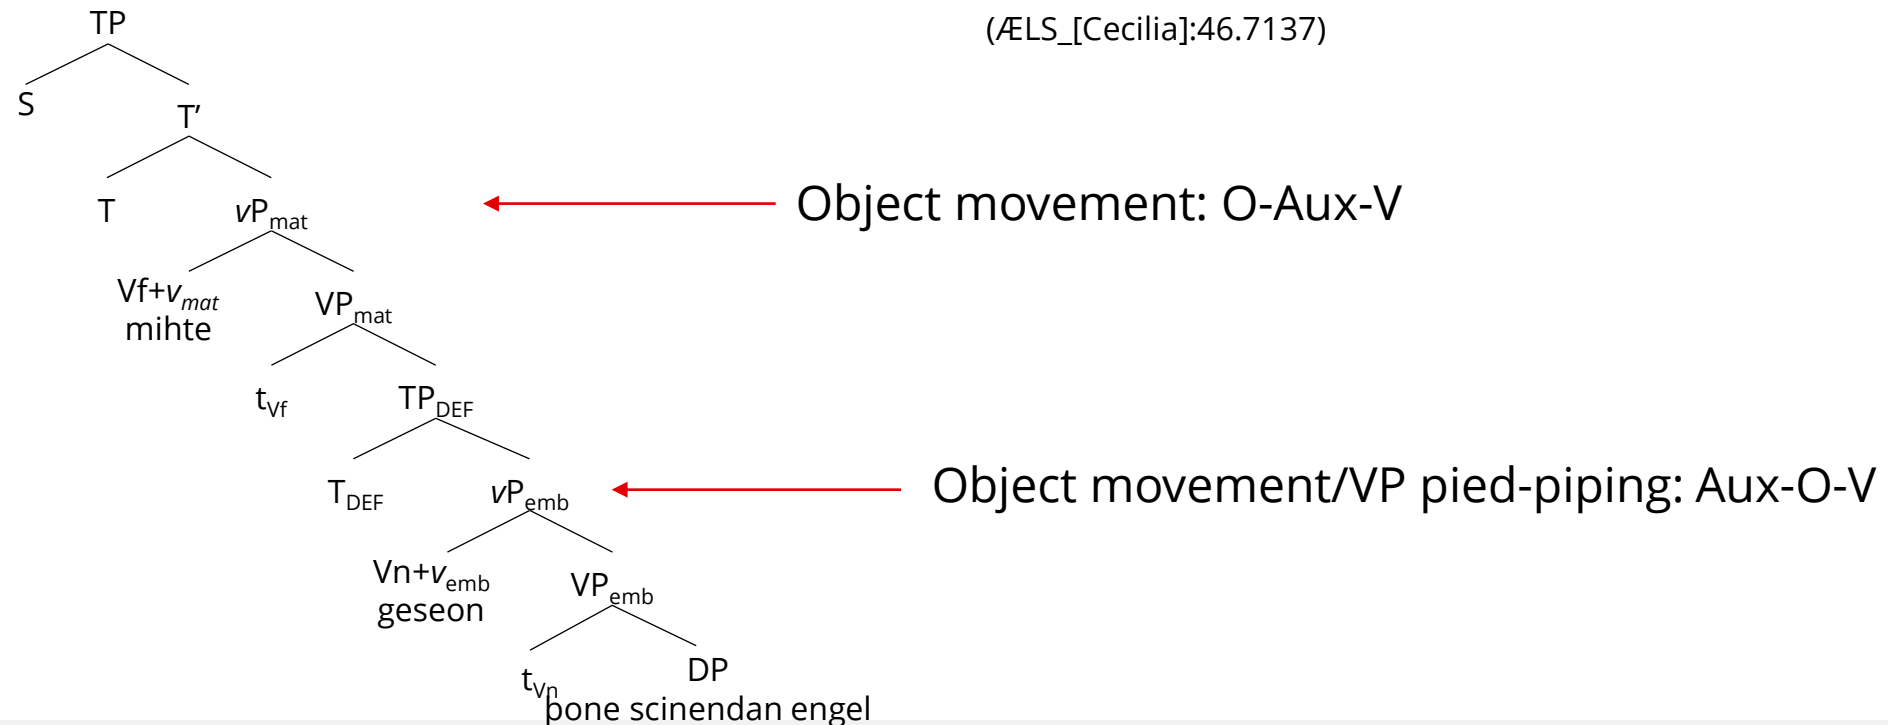 TP
(ÆLS_[Cecilia]:46.7137)
S
T’
T
vPmat
Object movement: O-Aux-V
Vf+vmat
mihte
VPmat
tVf
TPDEF
TDEF
vPemb
Object movement/VP pied-piping: Aux-O-V
Vn+vemb
geseon
VPemb
tVn
DP
þone scinendan engel